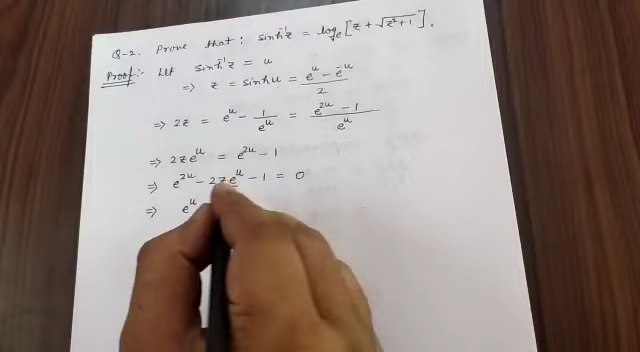 Q-2. Prove that: sinh⁻¹z = logₑ[z + √(z²+1)].
Proof:- Let sinh⁻¹z = u
⇒ z = sinhu = (eᵘ − e⁻ᵘ)/2
⇒ 2z = eᵘ − 1/eᵘ = (e²ᵘ − 1)/eᵘ
⇒ 2zeᵘ = e²ᵘ − 1
⇒ e²ᵘ − 2zeᵘ − 1 = 0
⇒ eᵘ